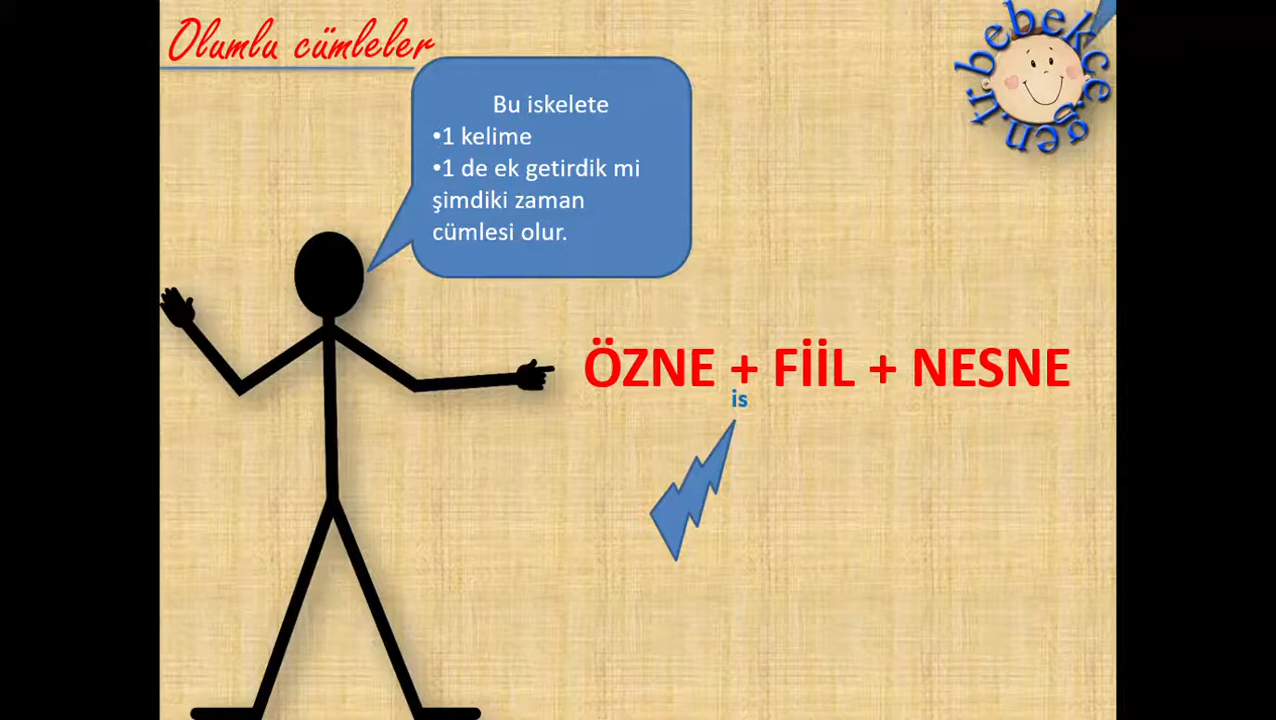 Olumlu cümleler
bebekce.gen.tr
Bu iskelete
•1 kelime
•1 de ek getirdik mi
şimdiki zaman
cümlesi olur.
ÖZNE + FİİL + NESNE
is